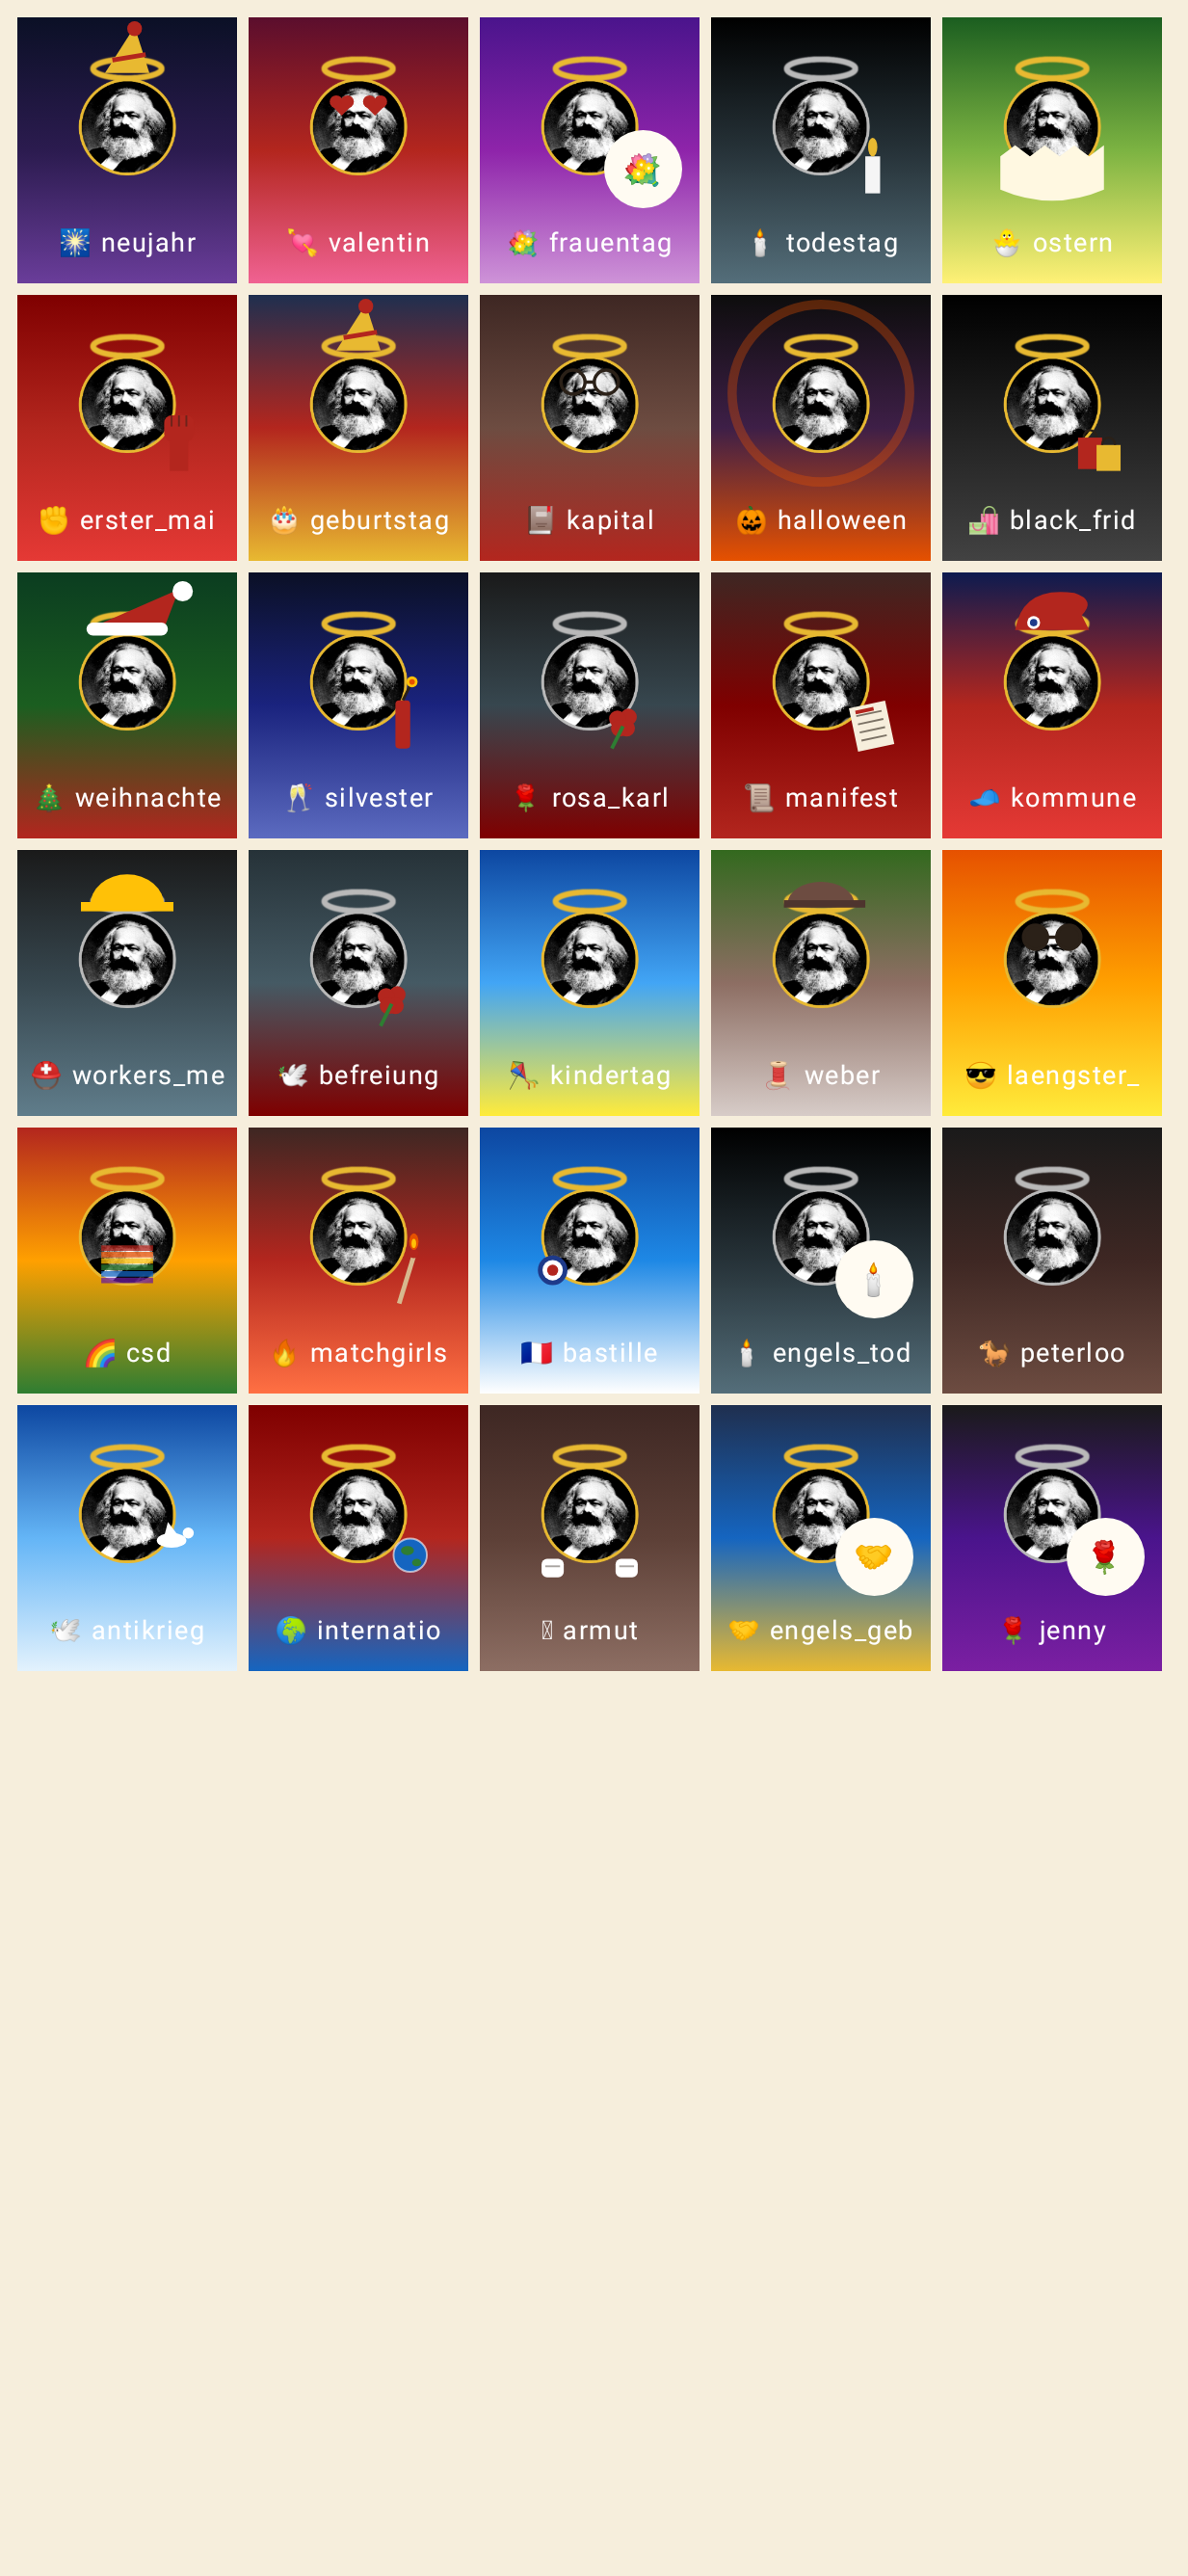 neujahr
valentin
frauentag
todestag
ostern
erster_mai
geburtstag
kapital
halloween
black_frid
weihnachte
silvester
rosa_karl
manifest
kommune
workers_me
befreiung
kindertag
weber
laengster_
csd
matchgirls
bastille
engels_tod
peterloo
antikrieg
internatio
armut
engels_geb
jenny